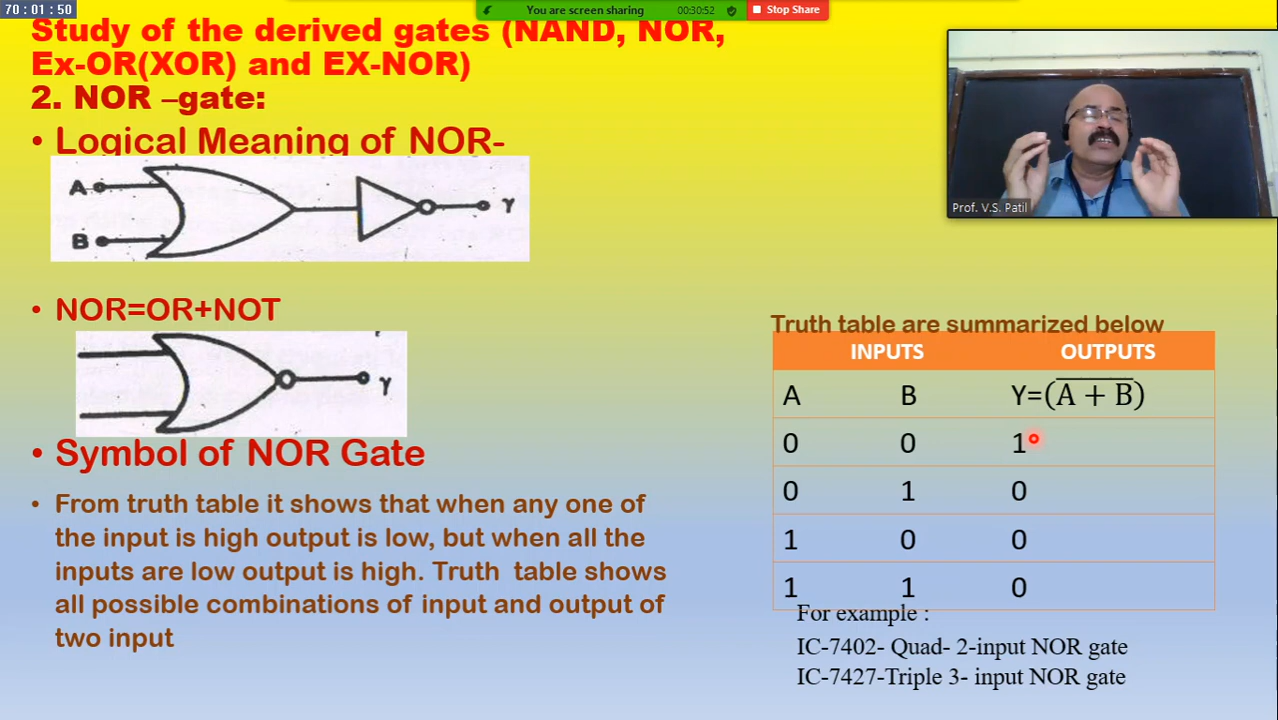 70:01:50
You are screen sharing
00:30:52
Stop Share
Study of the derived gates (NAND, NOR,
Ex-OR(XOR) and EX-NOR)
2. NOR –gate:
• Logical Meaning of NOR-
A
B
Y
• NOR=OR+NOT
Y
• Symbol of NOR Gate
• From truth table it shows that when any one of
the input is high output is low, but when all the
inputs are low output is high. Truth table shows
all possible combinations of input and output of
two input
Prof. V.S. Patil
Truth table are summarized below
INPUTS OUTPUTS
A B Y=(A̅ ̅+̅ ̅B̅)
0 0 1
0 1 0
1 0 0
1 1 0
For example :
IC-7402- Quad- 2-input NOR gate
IC-7427-Triple 3- input NOR gate